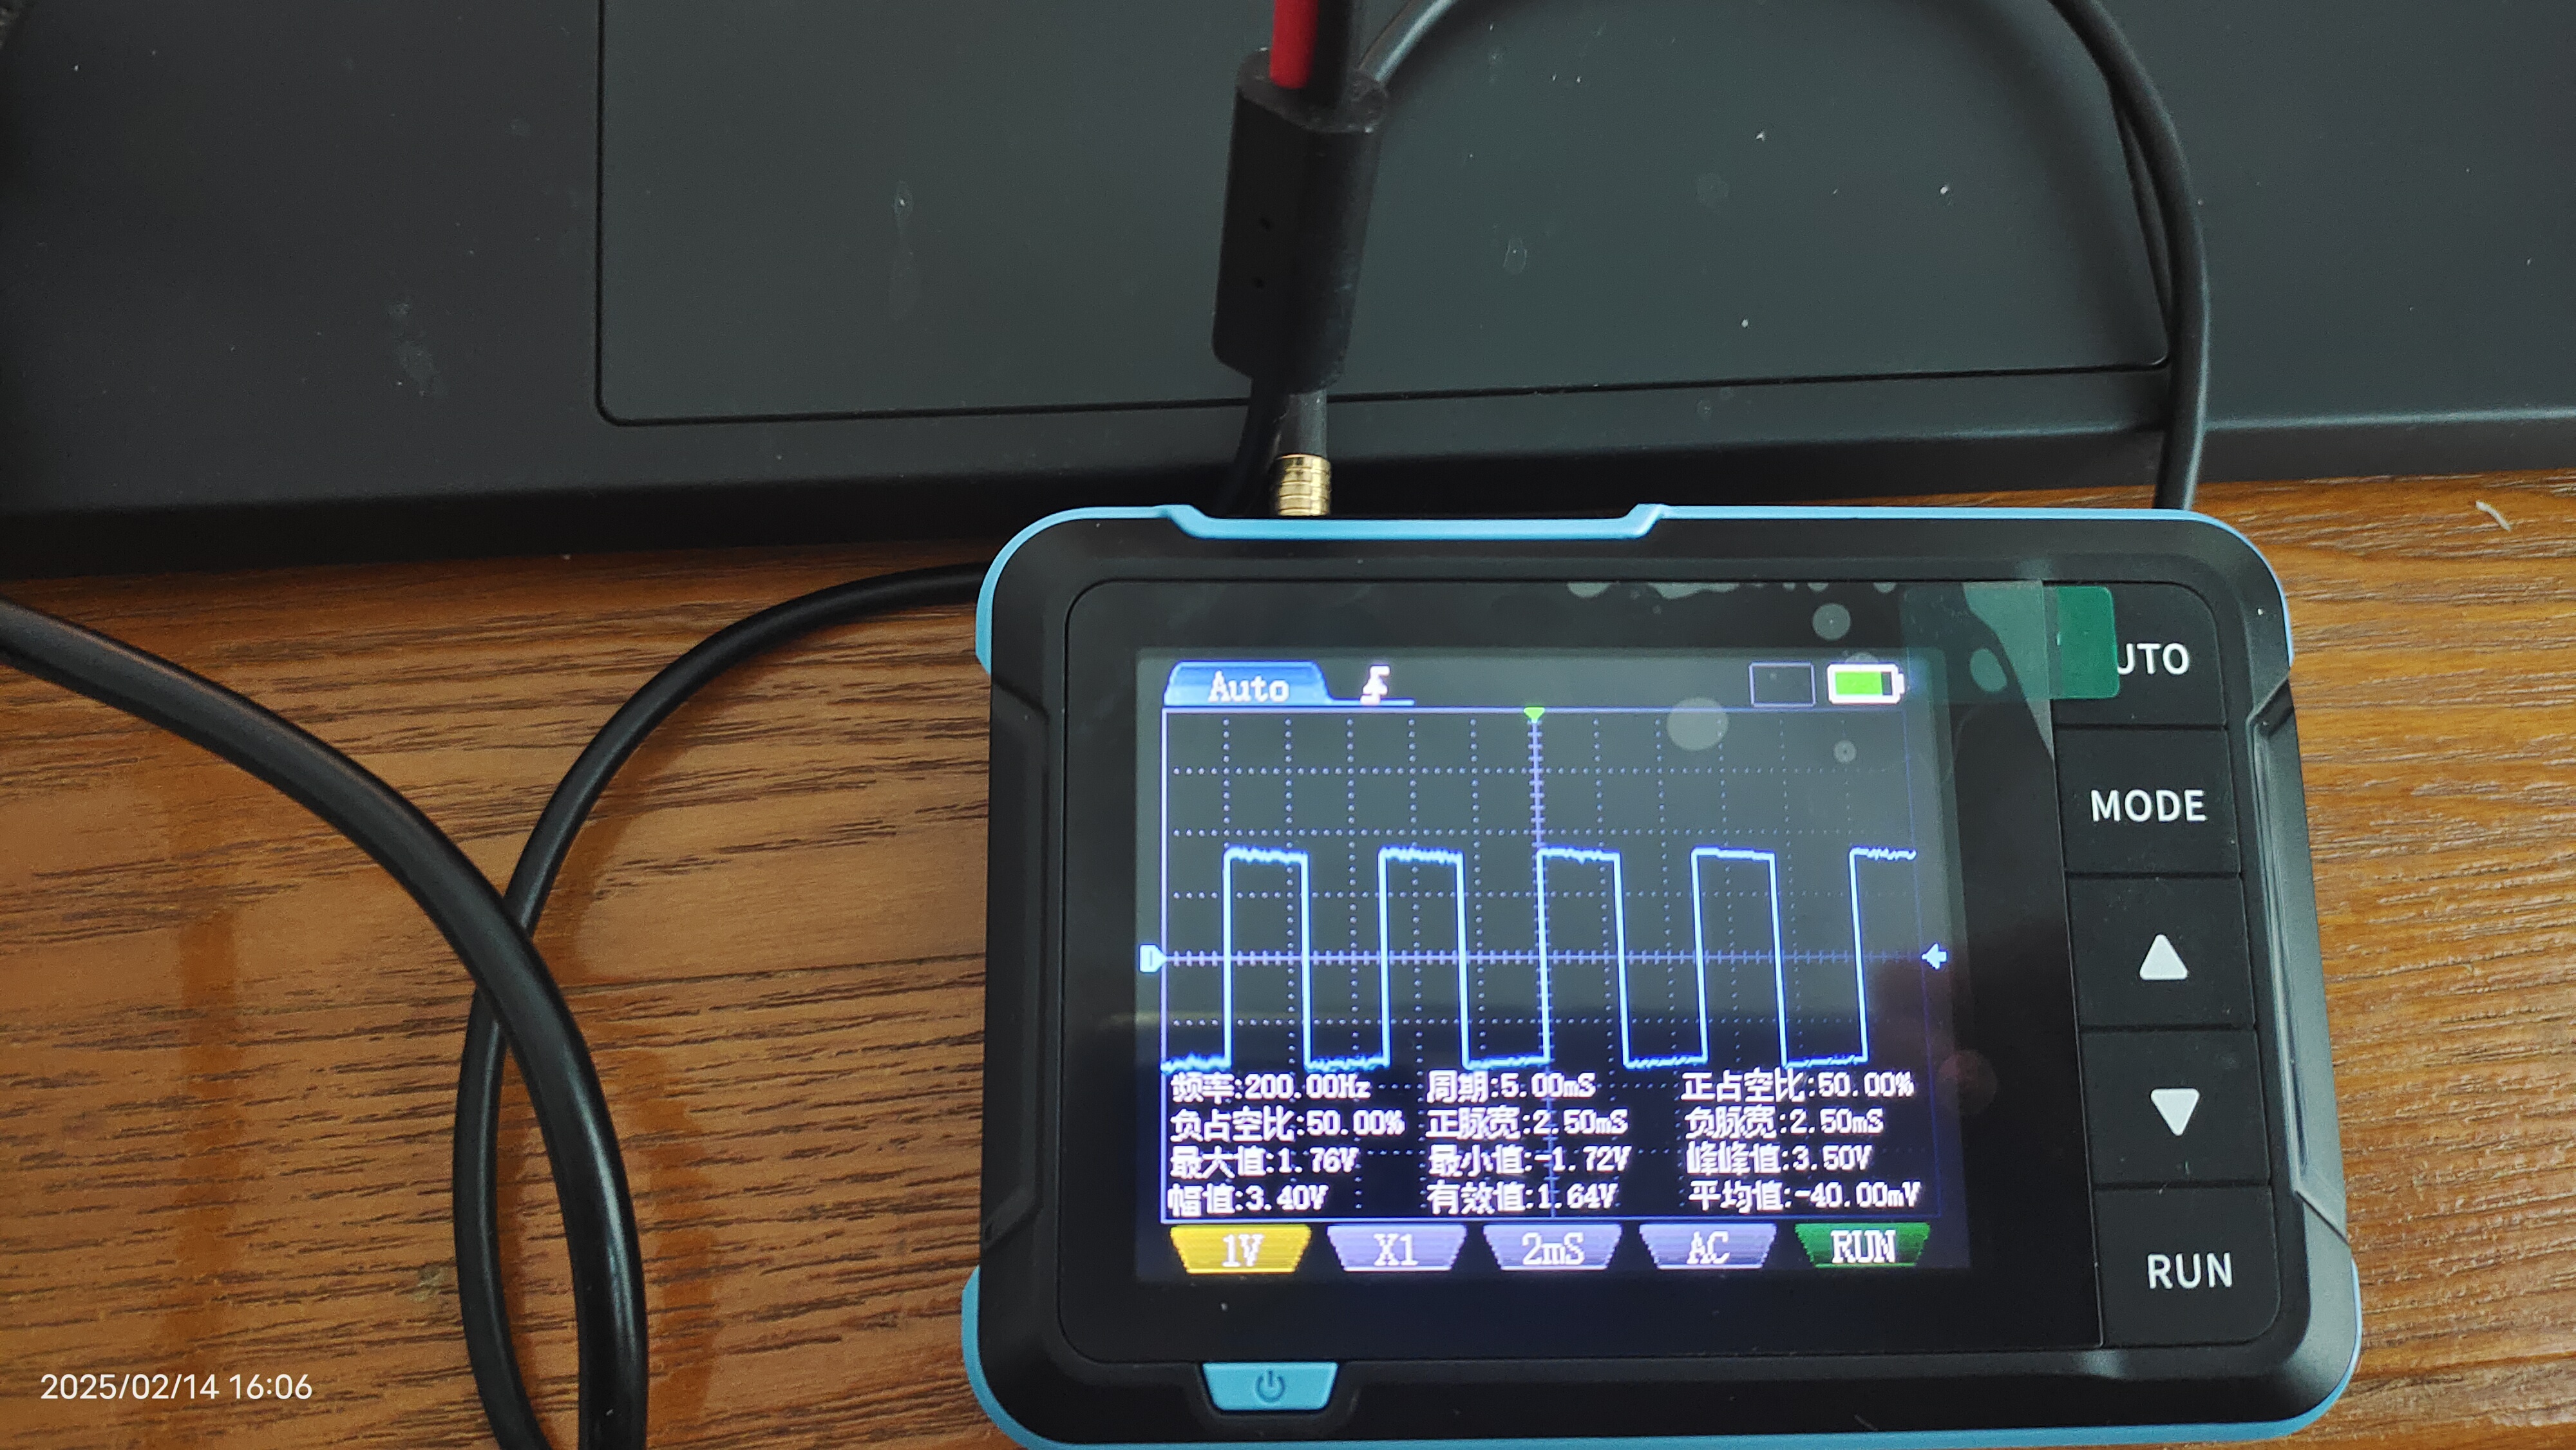 Auto
UTO
MODE
频率:200.00Hz 周期:5.00mS 正占空比:50.00%
负占空比:50.00% 正脉宽:2.50mS 负脉宽:2.50mS
最大值:1.76V 最小值:-1.72V 峰峰值:3.50V
幅值:3.40V 有效值:1.64V 平均值:-40.00mV
1V X1 2mS AC RUN
RUN
2025/02/14 16:06